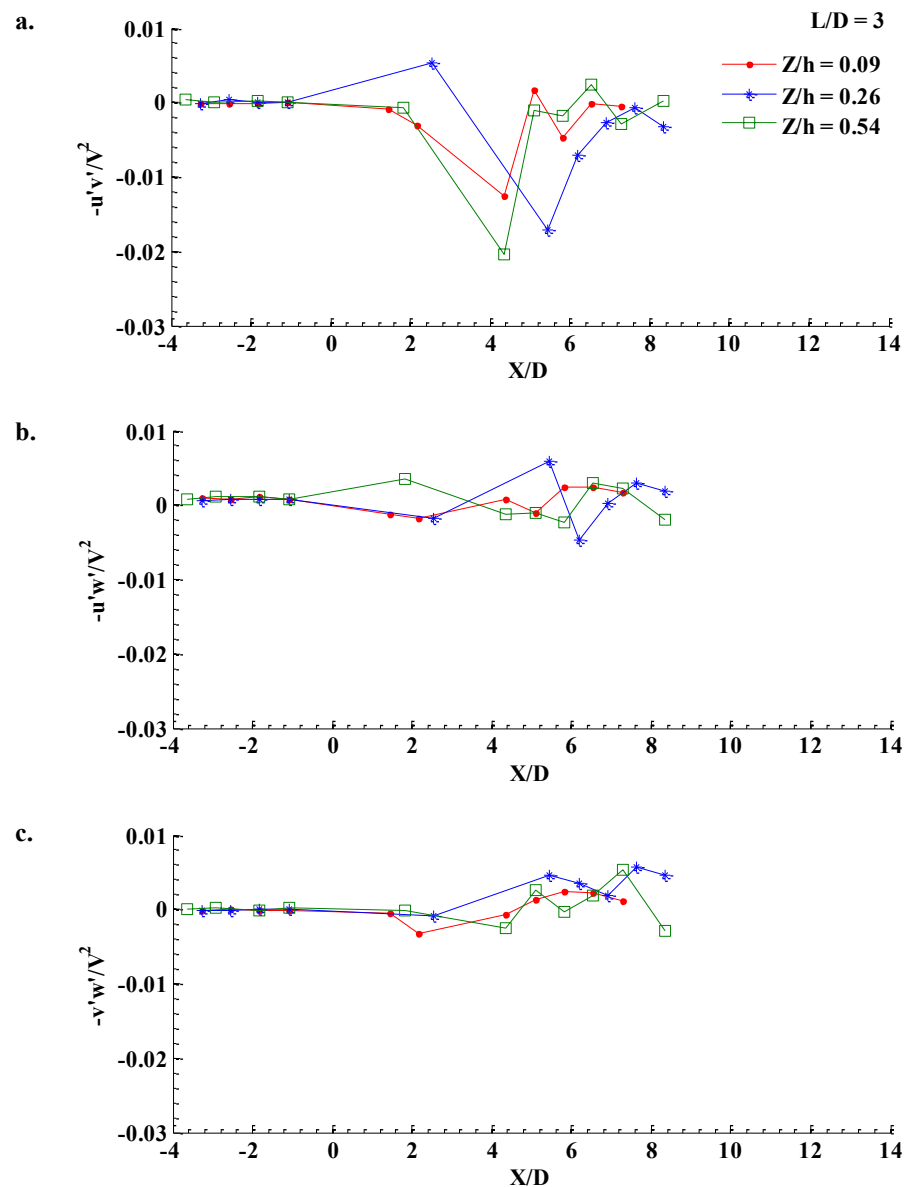 a.
L/D = 3
Z/h = 0.09
Z/h = 0.26
Z/h = 0.54
0.01
0
-0.01
-0.02
-0.03
-u'v'/V²
-4 -2 0 2 4 6 8 10 12 14
X/D
b.
0.01
0
-0.01
-0.02
-0.03
-u'w'/V²
-4 -2 0 2 4 6 8 10 12 14
X/D
c.
0.01
0
-0.01
-0.02
-0.03
-v'w'/V²
-4 -2 0 2 4 6 8 10 12 14
X/D